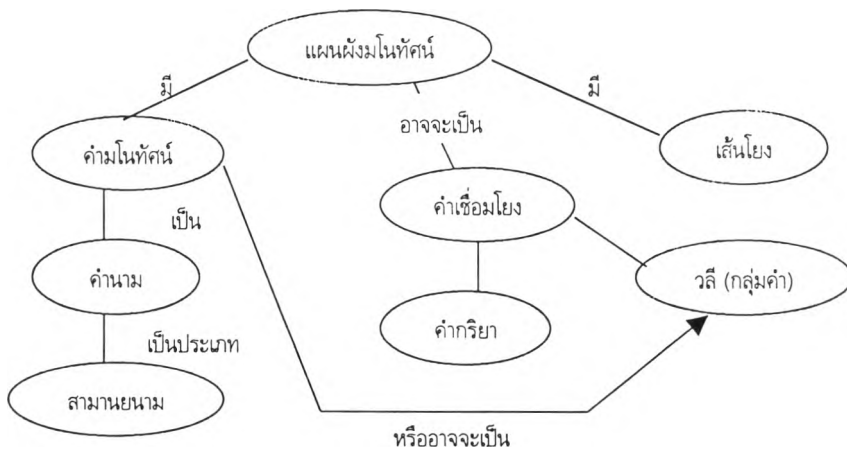 แผนผังมโนทัศน์
มี
มี
อาจจะเป็น
คำมโนทัศน์
เส้นโยง
คำเชื่อมโยง
เป็น
คำนาม
วลี (กลุ่มคำ)
คำกริยา
เป็นประเภท
สามานยนาม
หรืออาจจะเป็น